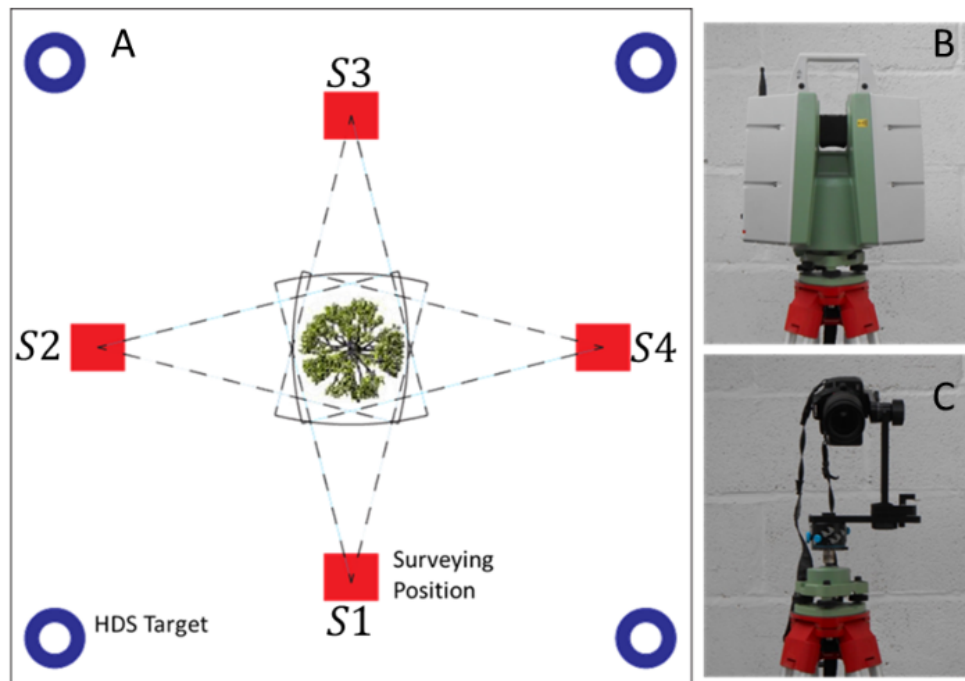 A
S3
S2
S4
Surveying
Position
S1
HDS Target
B
C